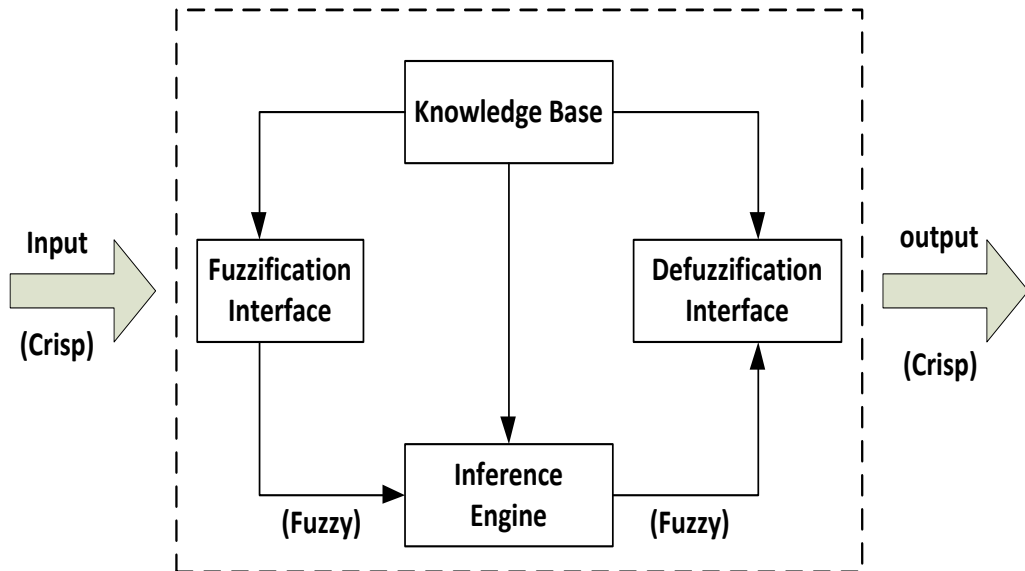 Knowledge Base
Input
(Crisp)
Fuzzification
Interface
Defuzzification
Interface
output
(Crisp)
Inference
Engine
(Fuzzy)
(Fuzzy)